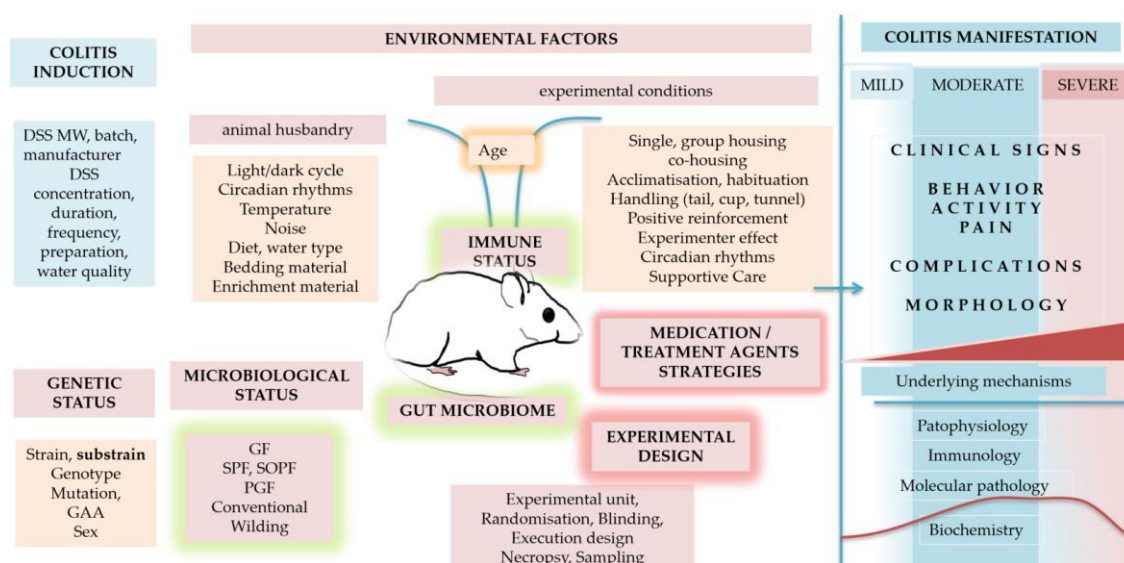 COLITIS
INDUCTION
DSS MW, batch,
manufacturer
DSS
concentration,
duration,
frequency,
preparation,
water quality
ENVIRONMENTAL FACTORS
experimental conditions
animal husbandry
Light/dark cycle
Circadian rhythms
Temperature
Noise
Diet, water type
Bedding material
Enrichment material
Age
IMMUNE
STATUS
Single, group housing
co-housing
Acclimatisation, habituation
Handling (tail, cup, tunnel)
Positive reinforcement
Experimenter effect
Circadian rhythms
Supportive Care
MEDICATION /
TREATMENT AGENTS
STRATEGIES
GENETIC
STATUS
Strain, substrain
Genotype
Mutation,
GAA
Sex
MICROBIOLOGICAL
STATUS
GF
SPF, SOPF
PGF
Conventional
Wilding
GUT MICROBIOME
EXPERIMENTAL
DESIGN
Experimental unit,
Randomisation, Blinding,
Execution design
Necropsy, Sampling
COLITIS MANIFESTATION
MILD MODERATE SEVERE
CLINICAL SIGNS
BEHAVIOR
ACTIVITY
PAIN
COMPLICATIONS
MORPHOLOGY
Underlying mechanisms
Patophysiology
Immunology
Molecular pathology
Biochemistry